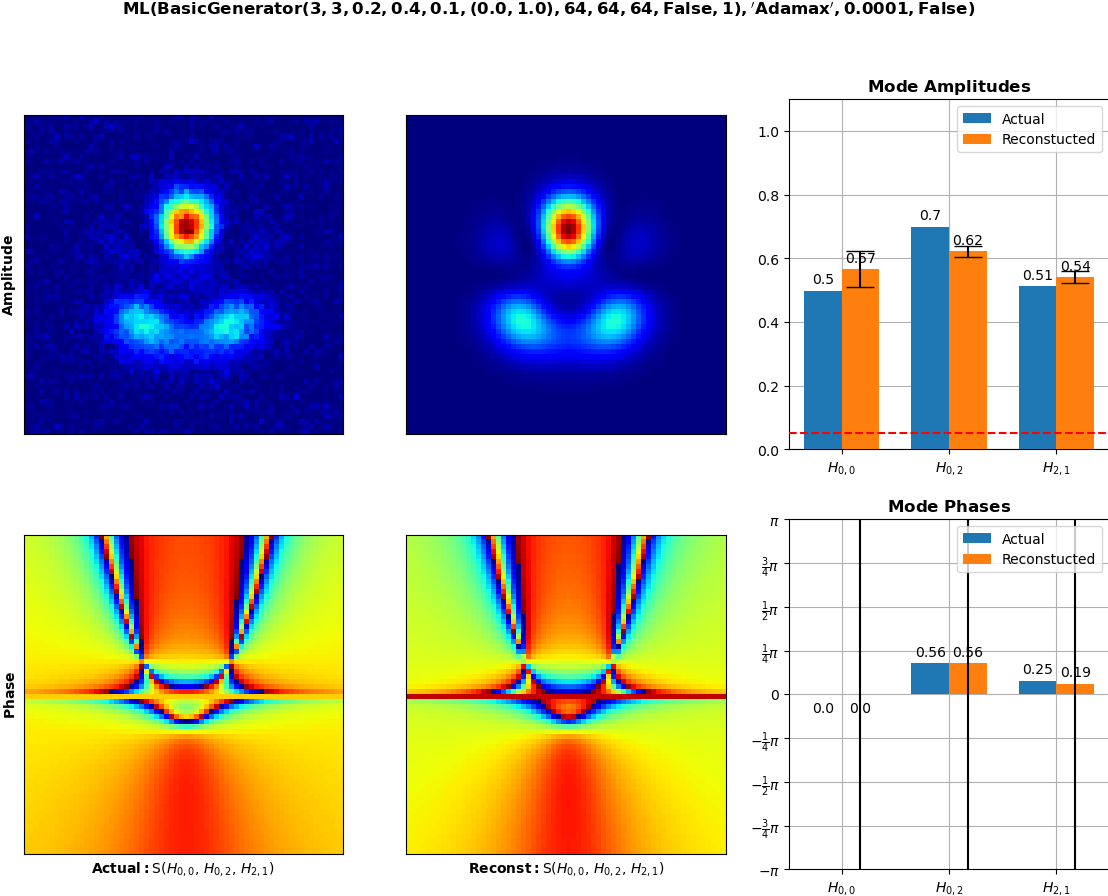 ML(BasicGenerator(3, 3, 0.2, 0.4, 0.1, (0.0, 1.0), 64, 64, 64, False, 1), 'Adamax', 0.0001, False)
Amplitude
Mode Amplitudes
Actual
Reconstucted
1.0
0.8
0.6
0.4
0.2
0.0
0.5
0.57
0.7
0.62
0.51
0.54
H0,0
H0,2
H2,1
Phase
Actual: S(H0,0, H0,2, H2,1)
Reconst: S(H0,0, H0,2, H2,1)
Mode Phases
Actual
Reconstucted
π
3/4π
1/2π
1/4π
0
−1/4π
−1/2π
−3/4π
−π
0.0
0.0
0.56
0.56
0.25
0.19
H0,0
H0,2
H2,1